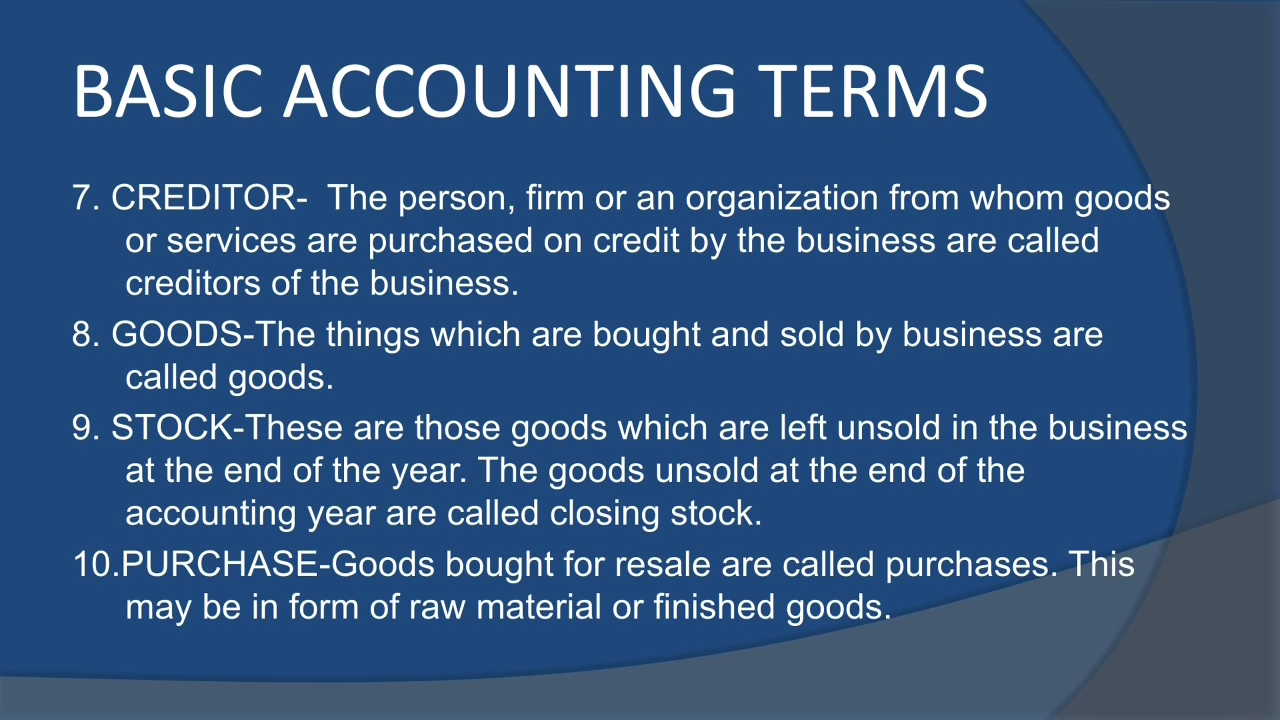 BASIC ACCOUNTING TERMS
7. CREDITOR-  The person, firm or an organization from whom goods
or services are purchased on credit by the business are called
creditors of the business.
8. GOODS-The things which are bought and sold by business are
called goods.
9. STOCK-These are those goods which are left unsold in the business
at the end of the year. The goods unsold at the end of the
accounting year are called closing stock.
10.PURCHASE-Goods bought for resale are called purchases. This
may be in form of raw material or finished goods.